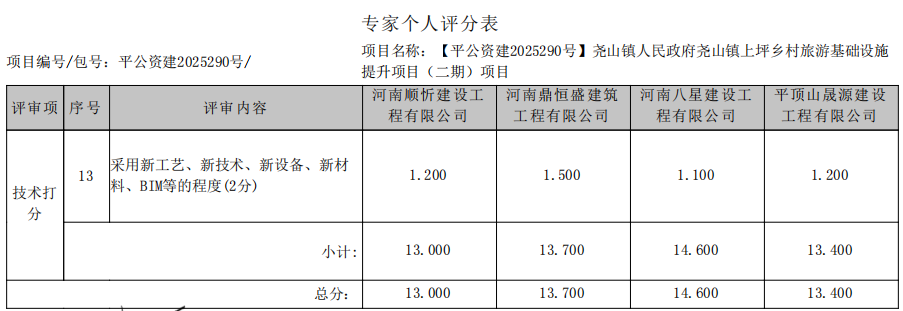 专家个人评分表
项目编号/包号: 平公资建2025290号/
项目名称: 【平公资建2025290号】尧山镇人民政府尧山镇上坪乡村旅游基础设施
提升项目（二期）项目
评审项 序号 评审内容 河南顺忻建设工程有限公司 河南鼎恒盛建筑工程有限公司 河南八星建设工程有限公司 平顶山晟源建设工程有限公司
技术打分 13 采用新工艺、新技术、新设备、新材料、BIM等的程度(2分) 1.200 1.500 1.100 1.200
小计: 13.000 13.700 14.600 13.400
总分: 13.000 13.700 14.600 13.400